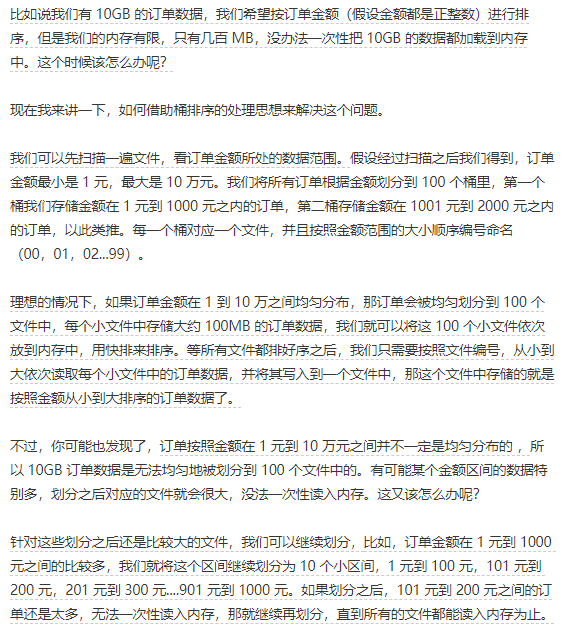 比如说我们有 10GB 的订单数据，我们希望按订单金额（假设金额都是正整数）进行排
序，但是我们的内存有限，只有几百 MB，没办法一次性把 10GB 的数据都加载到内存
中。这个时候该怎么办呢？
现在我来讲一下，如何借助桶排序的处理思想来解决这个问题。
我们可以先扫描一遍文件，看订单金额所处的数据范围。假设经过扫描之后我们得到，订单
金额最小是 1 元，最大是 10 万元。我们将所有订单根据金额划分到 100 个桶里，第一个
桶我们存储金额在 1 元到 1000 元之内的订单，第二桶存储金额在 1001 元到 2000 元之内
的订单，以此类推。每一个桶对应一个文件，并且按照金额范围的大小顺序编号命名
（00，01，02...99）。
理想的情况下，如果订单金额在 1 到 10 万之间均匀分布，那订单会被均匀划分到 100 个
文件中，每个小文件中存储大约 100MB 的订单数据，我们就可以将这 100 个小文件依次
放到内存中，用快排来排序。等所有文件都排好序之后，我们只需要按照文件编号，从小到
大依次读取每个小文件中的订单数据，并将其写入到一个文件中，那这个文件中存储的就是
按照金额从小到大排序的订单数据了。
不过，你可能也发现了，订单按照金额在 1 元到 10 万元之间并不一定是均匀分布的 ，所
以 10GB 订单数据是无法均匀地被划分到 100 个文件中的。有可能某个金额区间的数据特
别多，划分之后对应的文件就会很大，没法一次性读入内存。这又该怎么办呢？
针对这些划分之后还是比较大的文件，我们可以继续划分，比如，订单金额在 1 元到 1000
元之间的比较多，我们就将这个区间继续划分为 10 个小区间，1 元到 100 元，101 元到
200 元，201 元到 300 元....901 元到 1000 元。如果划分之后，101 元到 200 元之间的订
单还是太多，无法一次性读入内存，那就继续再划分，直到所有的文件都能读入内存为止。